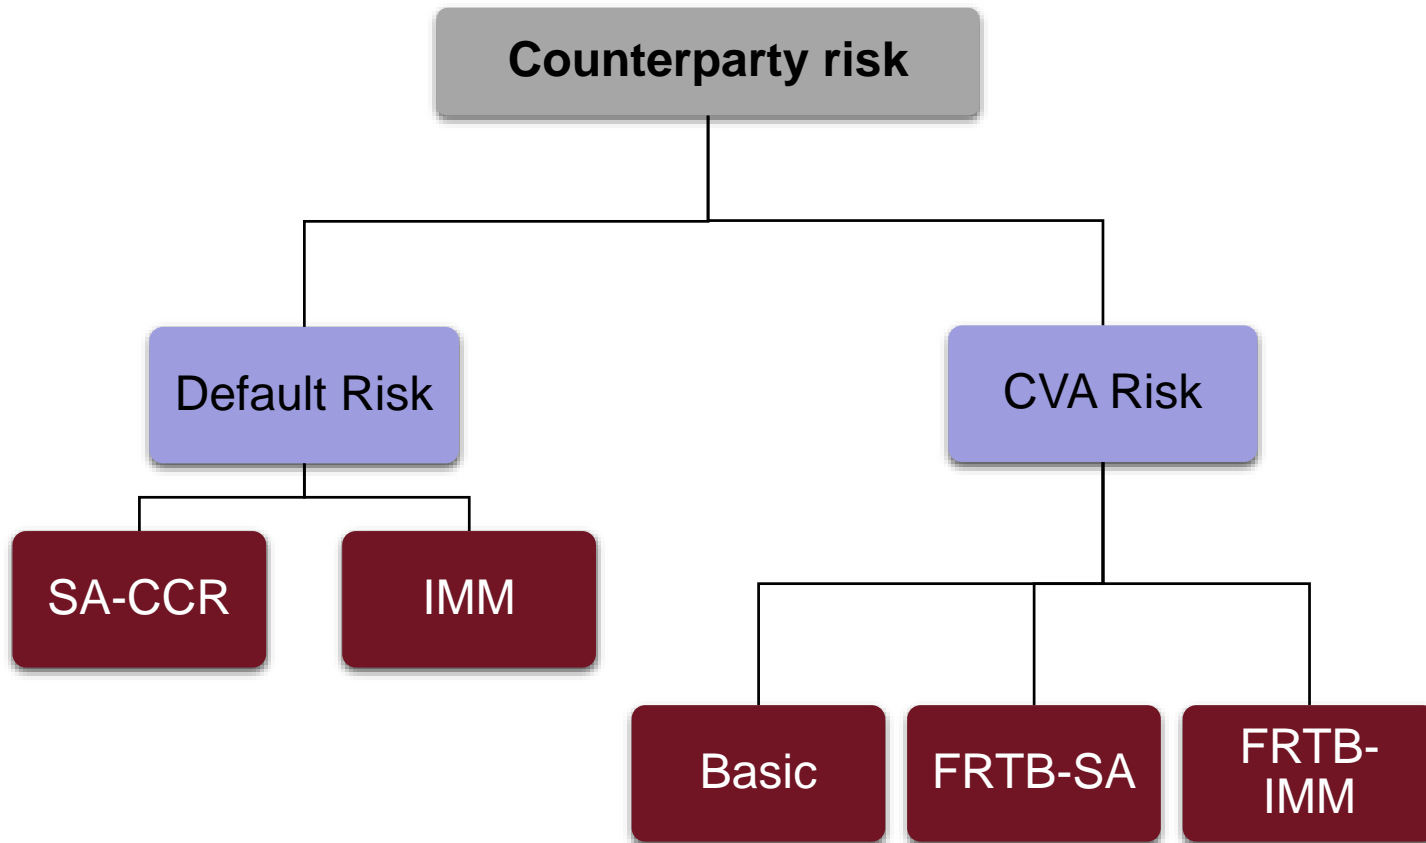 Counterparty risk
Default Risk
CVA Risk
SA-CCR
IMM
Basic
FRTB-SA
FRTB-
IMM